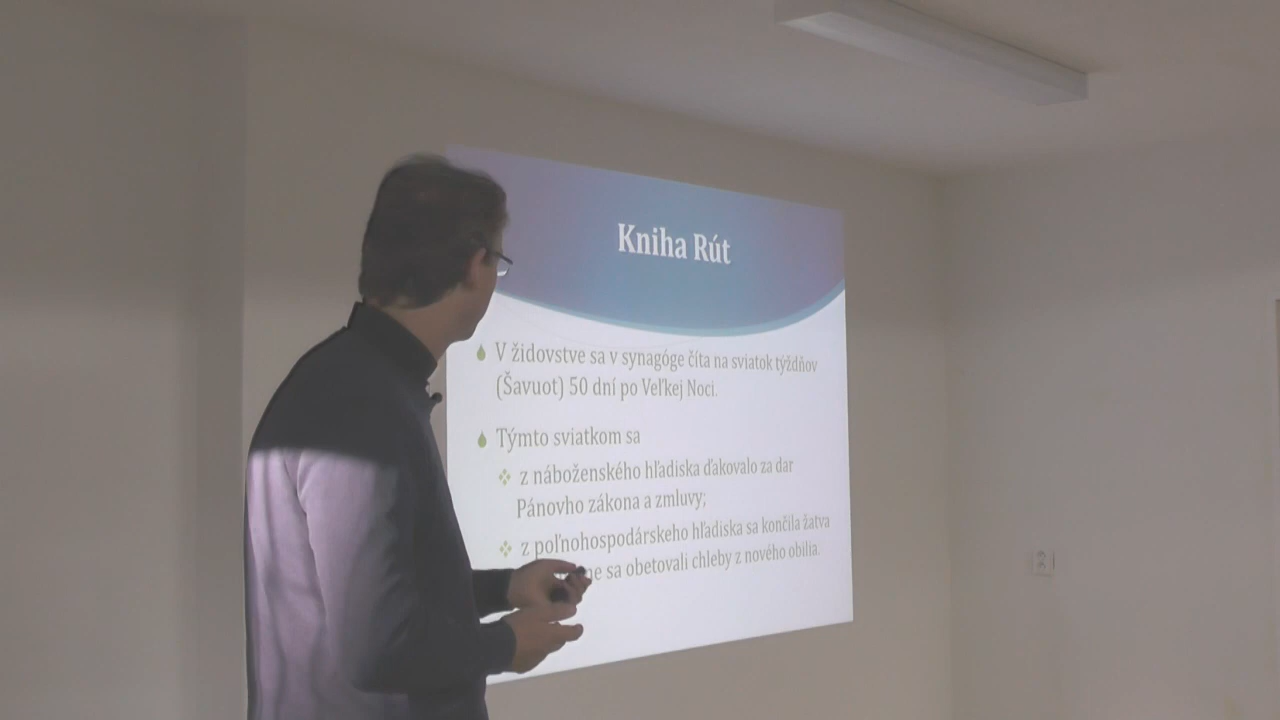 Kniha Rút
V židovstve sa v synagóge číta na sviatok týždňov
(Šavuot) 50 dní po Veľkej Noci.
Týmto sviatkom sa
z náboženského hľadiska ďakovalo za dar
Pánovho zákona a zmluvy;
z poľnohospodárskeho hľadiska sa končila žatva
sa obetovali chleby z nového obilia.